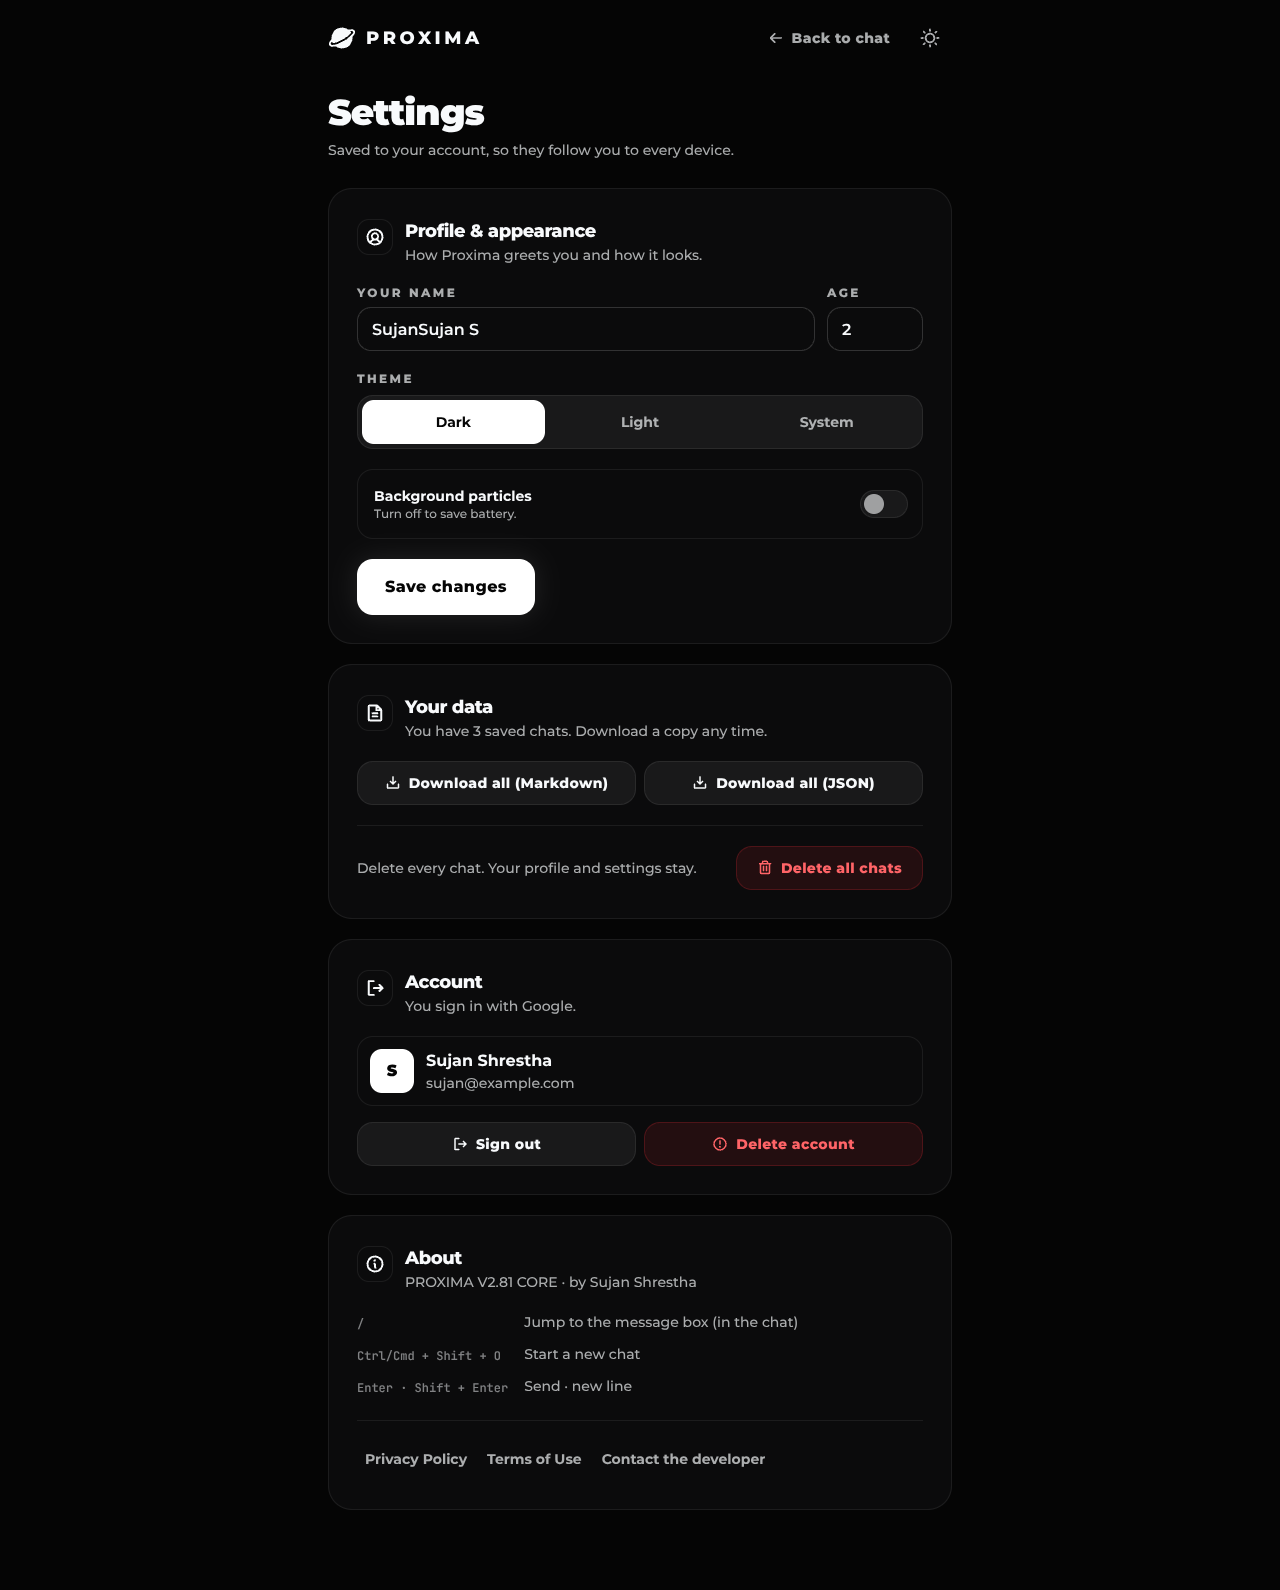 PROXIMA
Back to chat
Settings
Saved to your account, so they follow you to every device.
Profile & appearance
How Proxima greets you and how it looks.
YOUR NAME
AGE
SujanSujan S
2
THEME
Dark
Light
System
Background particles
Turn off to save battery.
Save changes
Your data
You have 3 saved chats. Download a copy any time.
Download all (Markdown)
Download all (JSON)
Delete every chat. Your profile and settings stay.
Delete all chats
Account
You sign in with Google.
S
Sujan Shrestha
sujan@example.com
Sign out
Delete account
About
PROXIMA V2.81 CORE · by Sujan Shrestha
/ Jump to the message box (in the chat)
Ctrl/Cmd + Shift + O Start a new chat
Enter · Shift + Enter Send · new line
Privacy Policy
Terms of Use
Contact the developer